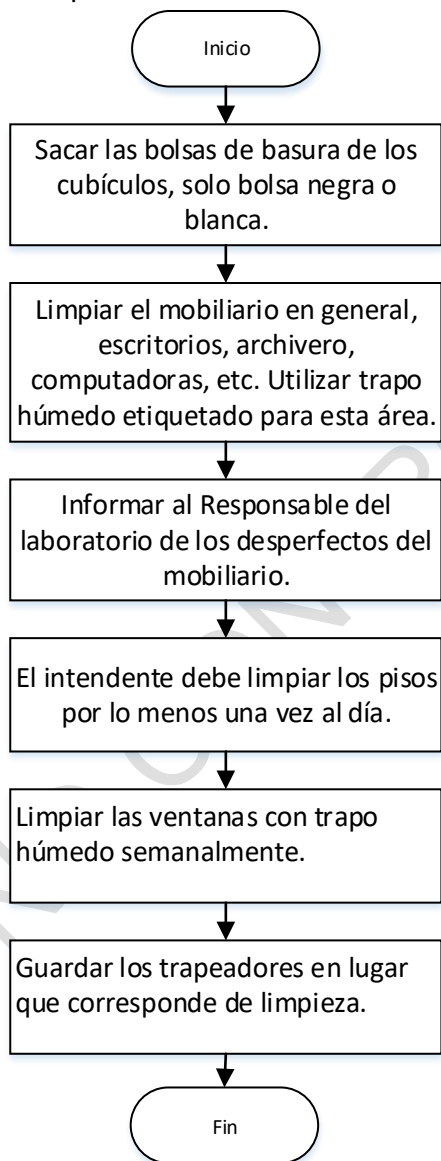 Inicio
Sacar las bolsas de basura de los
cubículos, solo bolsa negra o
blanca.
Limpiar el mobiliario en general,
escritorios, archivero,
computadoras, etc. Utilizar trapo
húmedo etiquetado para esta área.
Informar al Responsable del
laboratorio de los desperfectos del
mobiliario.
El intendente debe limpiar los pisos
por lo menos una vez al día.
Limpiar las ventanas con trapo
húmedo semanalmente.
Guardar los trapeadores en lugar
que corresponde de limpieza.
Fin